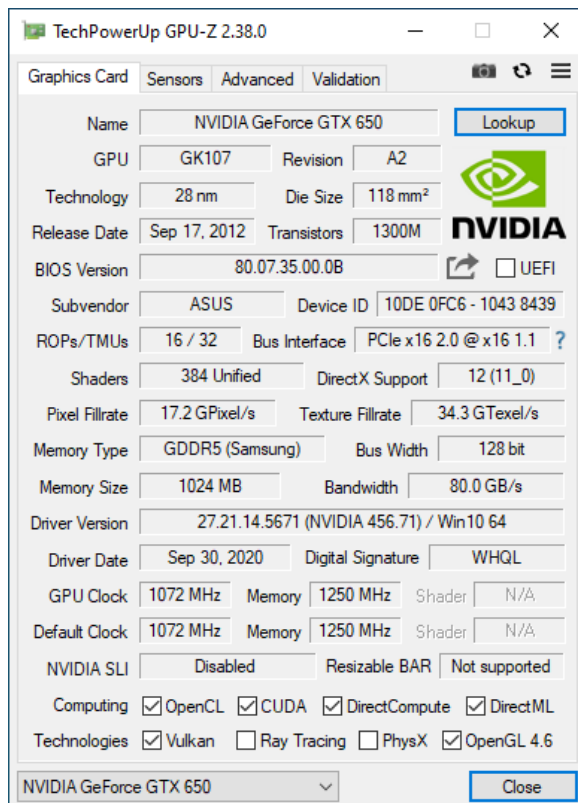 TechPowerUp GPU-Z 2.38.0
Graphics Card Sensors Advanced Validation
Name NVIDIA GeForce GTX 650 Lookup
GPU GK107 Revision A2
Technology 28 nm Die Size 118 mm²
Release Date Sep 17, 2012 Transistors 1300M
NVIDIA
BIOS Version 80.07.35.00.0B UEFI
Subvendor ASUS Device ID 10DE 0FC6 - 1043 8439
ROPs/TMUs 16 / 32 Bus Interface PCIe x16 2.0 @ x16 1.1 ?
Shaders 384 Unified DirectX Support 12 (11_0)
Pixel Fillrate 17.2 GPixel/s Texture Fillrate 34.3 GTexel/s
Memory Type GDDR5 (Samsung) Bus Width 128 bit
Memory Size 1024 MB Bandwidth 80.0 GB/s
Driver Version 27.21.14.5671 (NVIDIA 456.71) / Win10 64
Driver Date Sep 30, 2020 Digital Signature WHQL
GPU Clock 1072 MHz Memory 1250 MHz Shader N/A
Default Clock 1072 MHz Memory 1250 MHz Shader N/A
NVIDIA SLI Disabled Resizable BAR Not supported
Computing OpenCL CUDA DirectCompute DirectML
Technologies Vulkan Ray Tracing PhysX OpenGL 4.6
NVIDIA GeForce GTX 650 Close